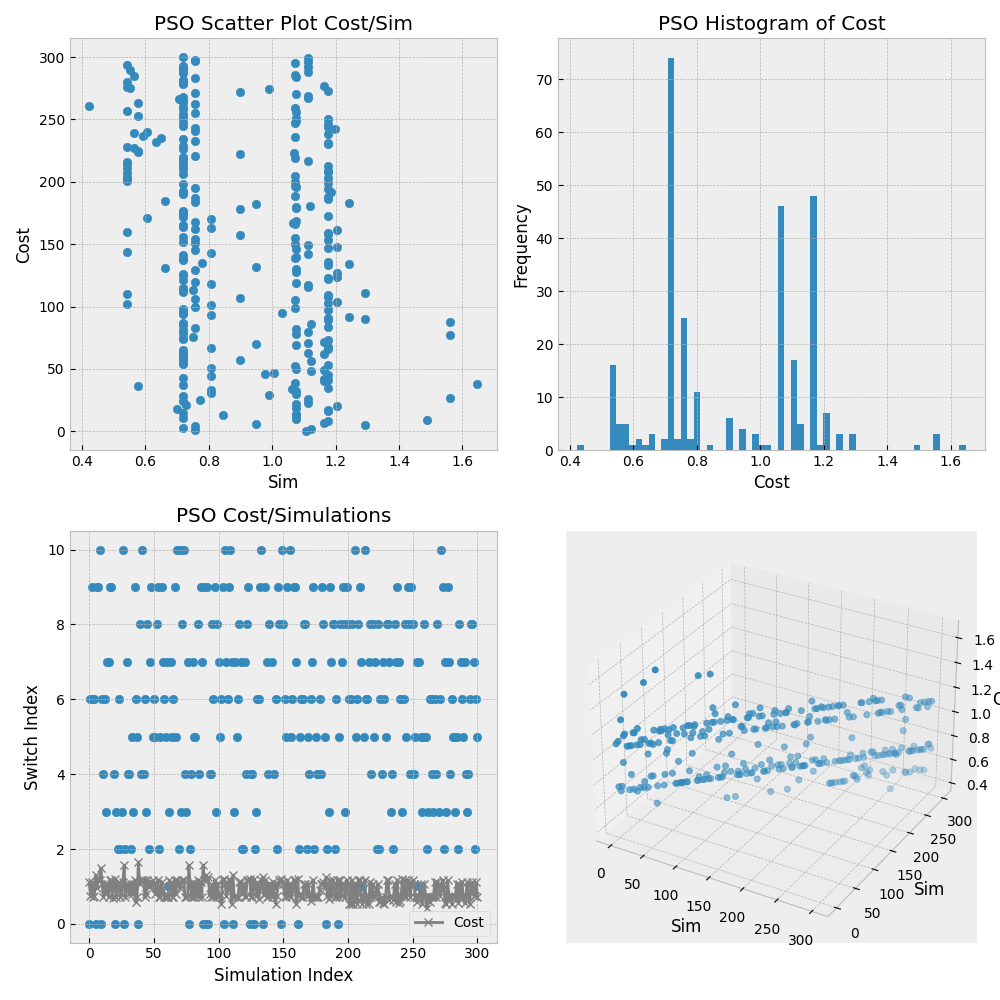 PSO Scatter Plot Cost/Sim
PSO Histogram of Cost
300
250
200
150
100
50
0
Cost
0.4 0.6 0.8 1.0 1.2 1.4 1.6
Sim
70
60
50
40
30
20
10
0
Frequency
0.4 0.6 0.8 1.0 1.2 1.4 1.6
Cost
PSO Cost/Simulations
10
8
6
4
2
0
Switch Index
Cost
0 50 100 150 200 250 300
Simulation Index
1.6
1.4
1.2
1.0
0.8
0.6
0.4
300
250
200
150
100
50
0
Sim
0 50 100 150 200 250 300
Sim